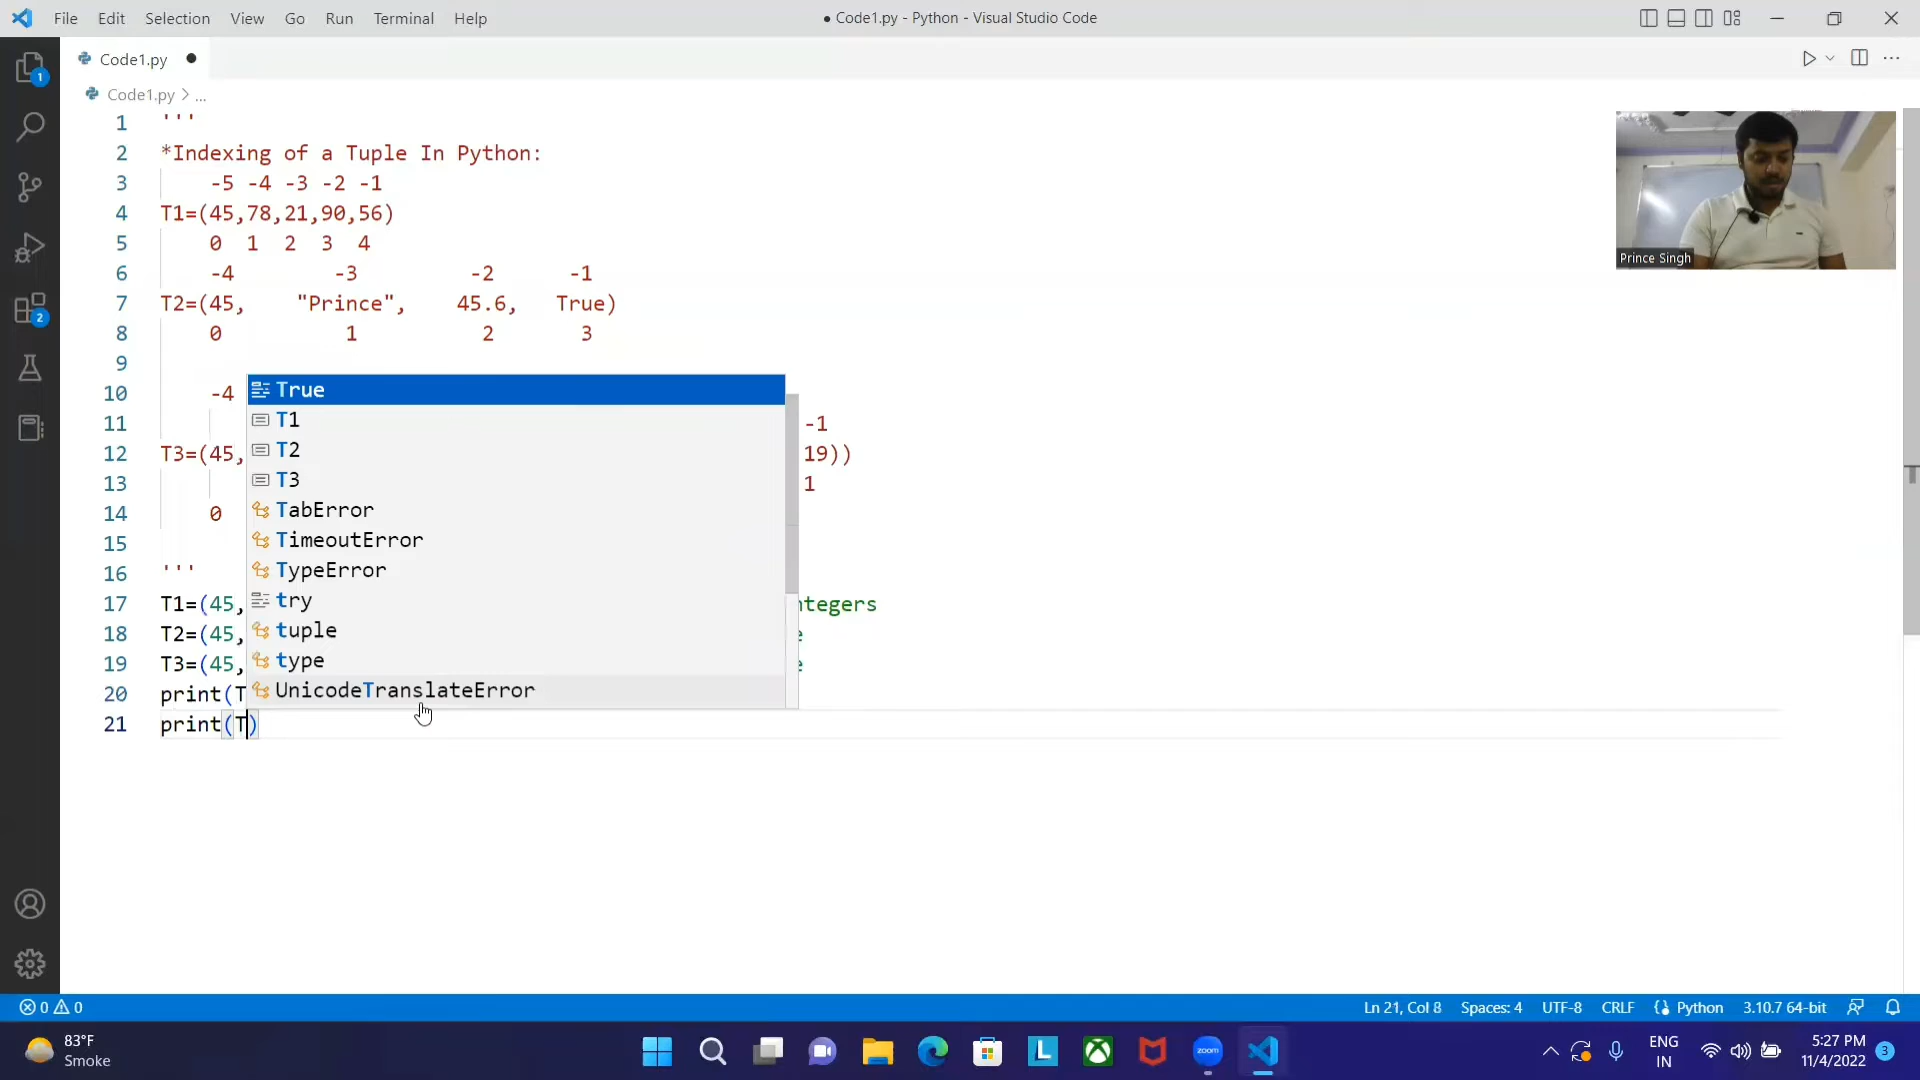 File Edit Selection View Go Run Terminal Help
● Code1.py - Python - Visual Studio Code
Code1.py ●
Code1.py > ...
1 '''
2 *Indexing of a Tuple In Python:
3 -5 -4 -3 -2 -1
4 T1=(45,78,21,90,56)
5 0 1 2 3 4
6 -4 -3 -2 -1
7 T2=(45, "Prince", 45.6, True)
8 0 1 2 3
9
10 -4
11 -1
12 T3=(45, 19))
13 1
14 0
15
16 '''
17 T1=(45, ntegers
18 T2=(45,
19 T3=(45,
20 print(T
21 print(T)
True
T1
T2
T3
TabError
TimeoutError
TypeError
try
tuple
type
UnicodeTranslateError
Prince Singh
1
2
0 0
Ln 21, Col 8 Spaces: 4 UTF-8 CRLF Python 3.10.7 64-bit
83°F
Smoke
zoom
ENG
IN
5:27 PM
11/4/2022
3